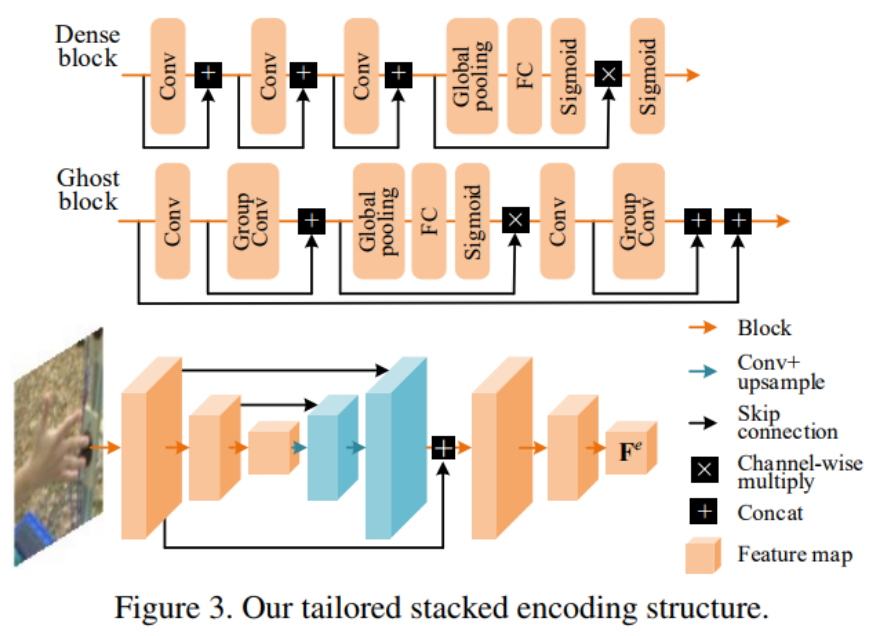 Dense
block
Conv
+
Conv
+
Conv
+
Global
pooling
FC
Sigmoid
×
Sigmoid
Ghost
block
Conv
Group
Conv
+
Global
pooling
FC
Sigmoid
×
Conv
Group
Conv
+
+
+
F^e
Block
Conv+
upsample
Skip
connection
×
Channel-wise
multiply
+
Concat
Feature map
Figure 3. Our tailored stacked encoding structure.